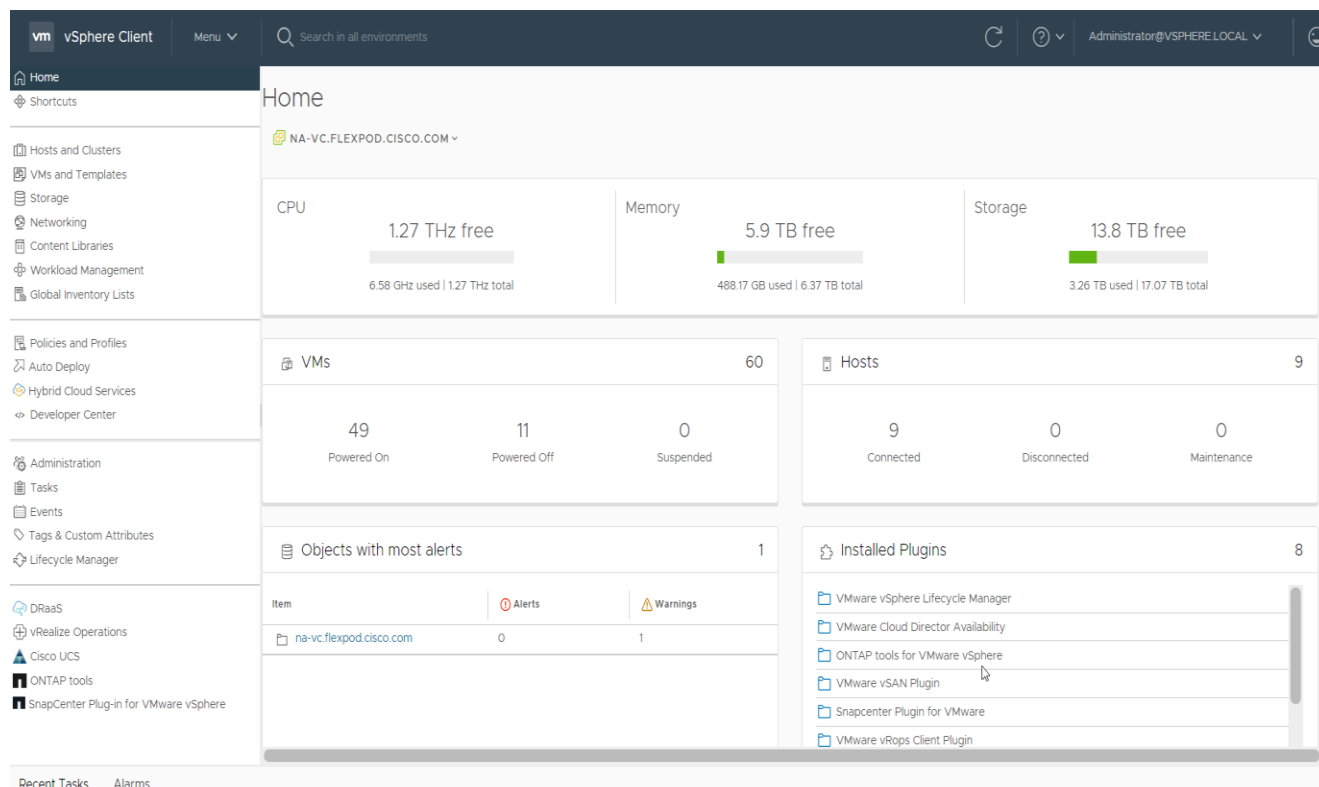 vm vSphere Client Menu Search in all environments Administrator@VSPHERE.LOCAL
Home
Shortcuts
Hosts and Clusters
VMs and Templates
Storage
Networking
Content Libraries
Workload Management
Global Inventory Lists
Policies and Profiles
Auto Deploy
Hybrid Cloud Services
Developer Center
Administration
Tasks
Events
Tags & Custom Attributes
Lifecycle Manager
DRaaS
vRealize Operations
Cisco UCS
ONTAP tools
SnapCenter Plug-in for VMware vSphere
Home
NA-VC.FLEXPOD.CISCO.COM
CPU
1.27 THz free
6.58 GHz used | 1.27 THz total
Memory
5.9 TB free
488.17 GB used | 6.37 TB total
Storage
13.8 TB free
3.26 TB used | 17.07 TB total
VMs 60
49 11 0
Powered On Powered Off Suspended
Hosts 9
9 0 0
Connected Disconnected Maintenance
Objects with most alerts 1
Item Alerts Warnings
na-vc.flexpod.cisco.com 0 1
Installed Plugins 8
VMware vSphere Lifecycle Manager
VMware Cloud Director Availability
ONTAP tools for VMware vSphere
VMware vSAN Plugin
Snapcenter Plugin for VMware
VMware vRops Client Plugin
Recent Tasks Alarms